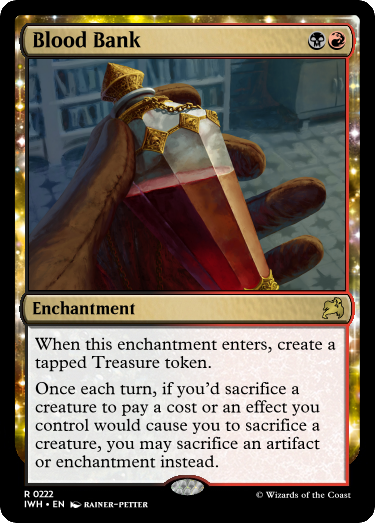 Blood Bank
Enchantment
When this enchantment enters, create a
tapped Treasure token.
Once each turn, if you'd sacrifice a
creature to pay a cost or an effect you
control would cause you to sacrifice a
creature, you may sacrifice an artifact
or enchantment instead.
R 0222
IWH • EN RAINER-PETTER
© Wizards of the Coast